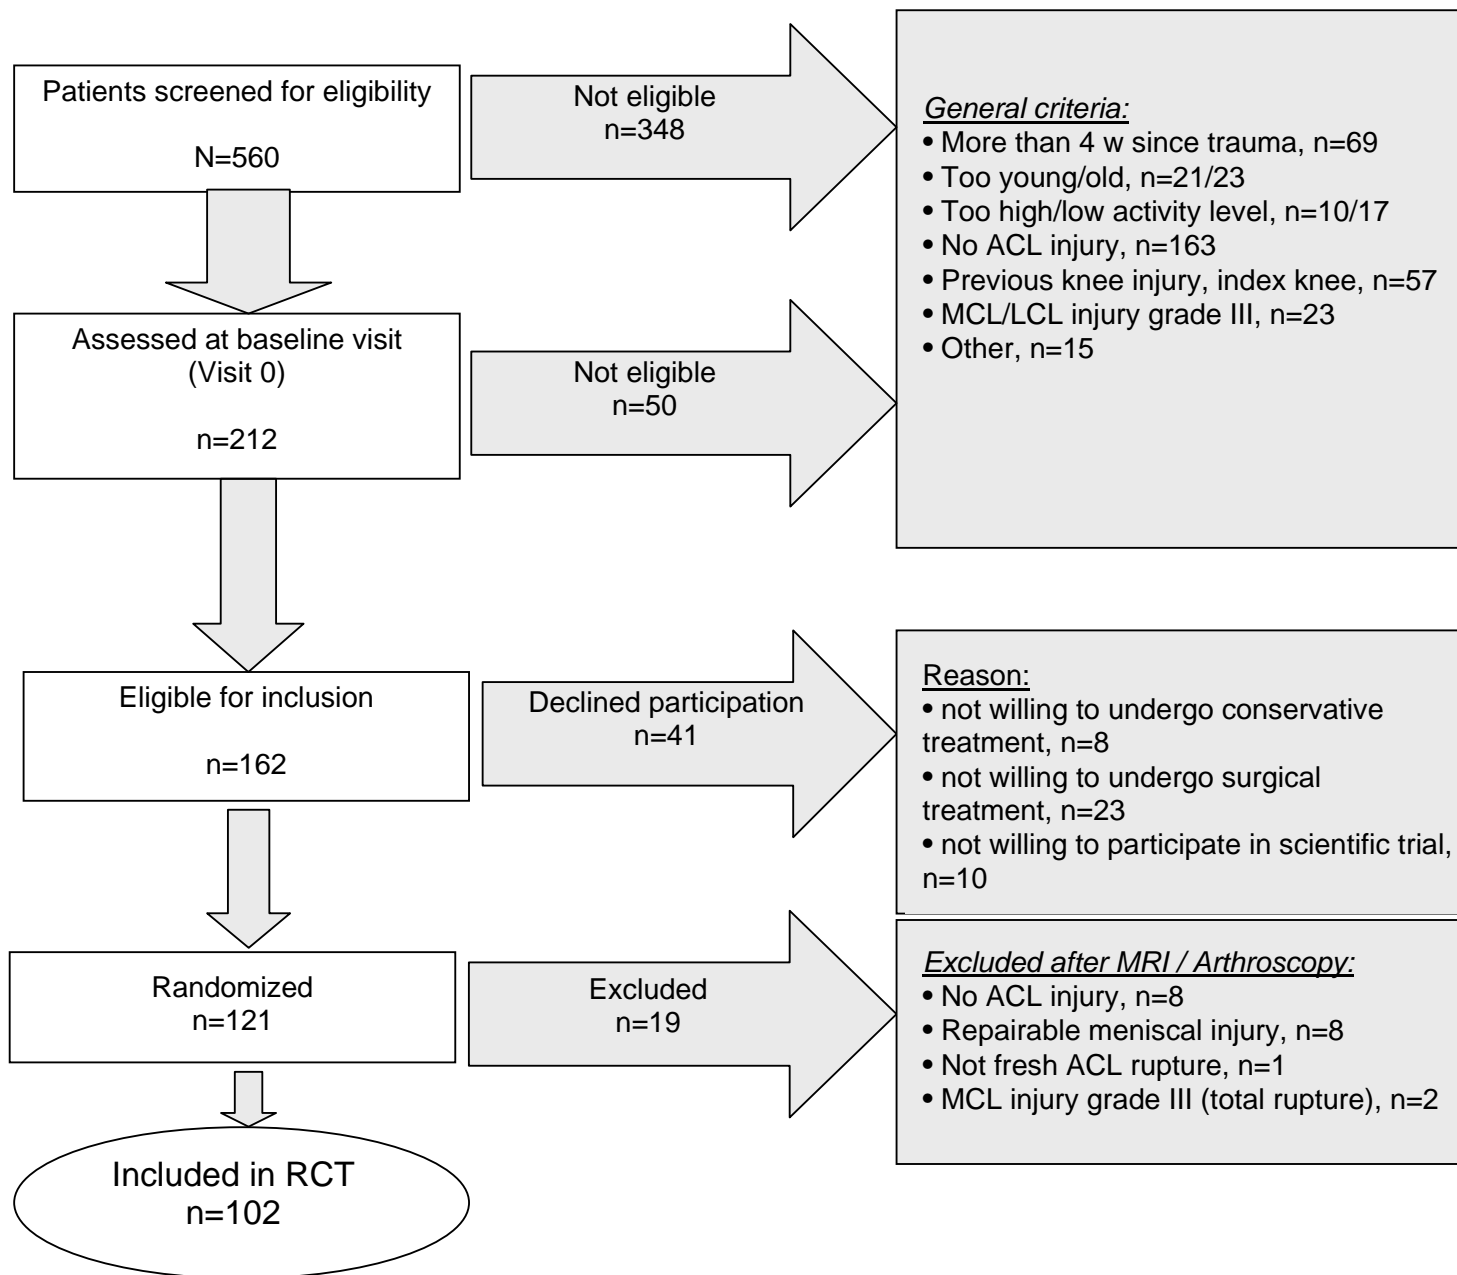 Patients screened for eligibility
N=560
Not eligible
n=348
General criteria:
• More than 4 w since trauma, n=69
• Too young/old, n=21/23
• Too high/low activity level, n=10/17
• No ACL injury, n=163
• Previous knee injury, index knee, n=57
• MCL/LCL injury grade III, n=23
• Other, n=15
Assessed at baseline visit
(Visit 0)
n=212
Not eligible
n=50
Eligible for inclusion
n=162
Declined participation
n=41
Reason:
• not willing to undergo conservative
treatment, n=8
• not willing to undergo surgical
treatment, n=23
• not willing to participate in scientific trial,
n=10
Randomized
n=121
Excluded
n=19
Excluded after MRI / Arthroscopy:
• No ACL injury, n=8
• Repairable meniscal injury, n=8
• Not fresh ACL rupture, n=1
• MCL injury grade III (total rupture), n=2
Included in RCT
n=102